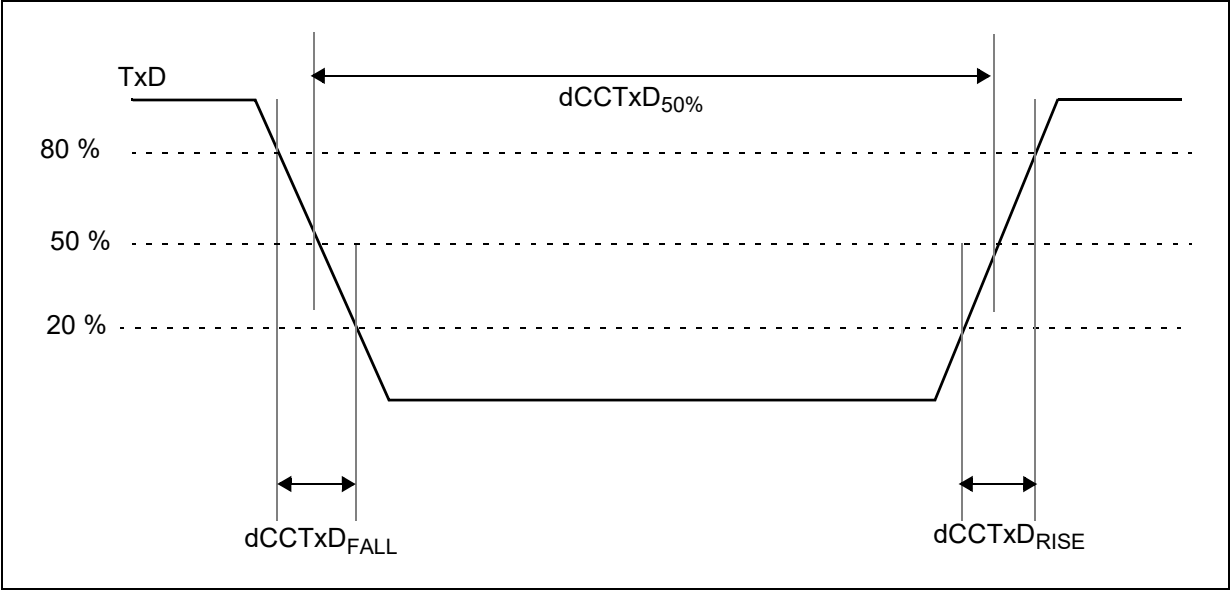 TxD
dCCTxD50%
80 %
50 %
20 %
dCCTxDFALL
dCCTxDRISE